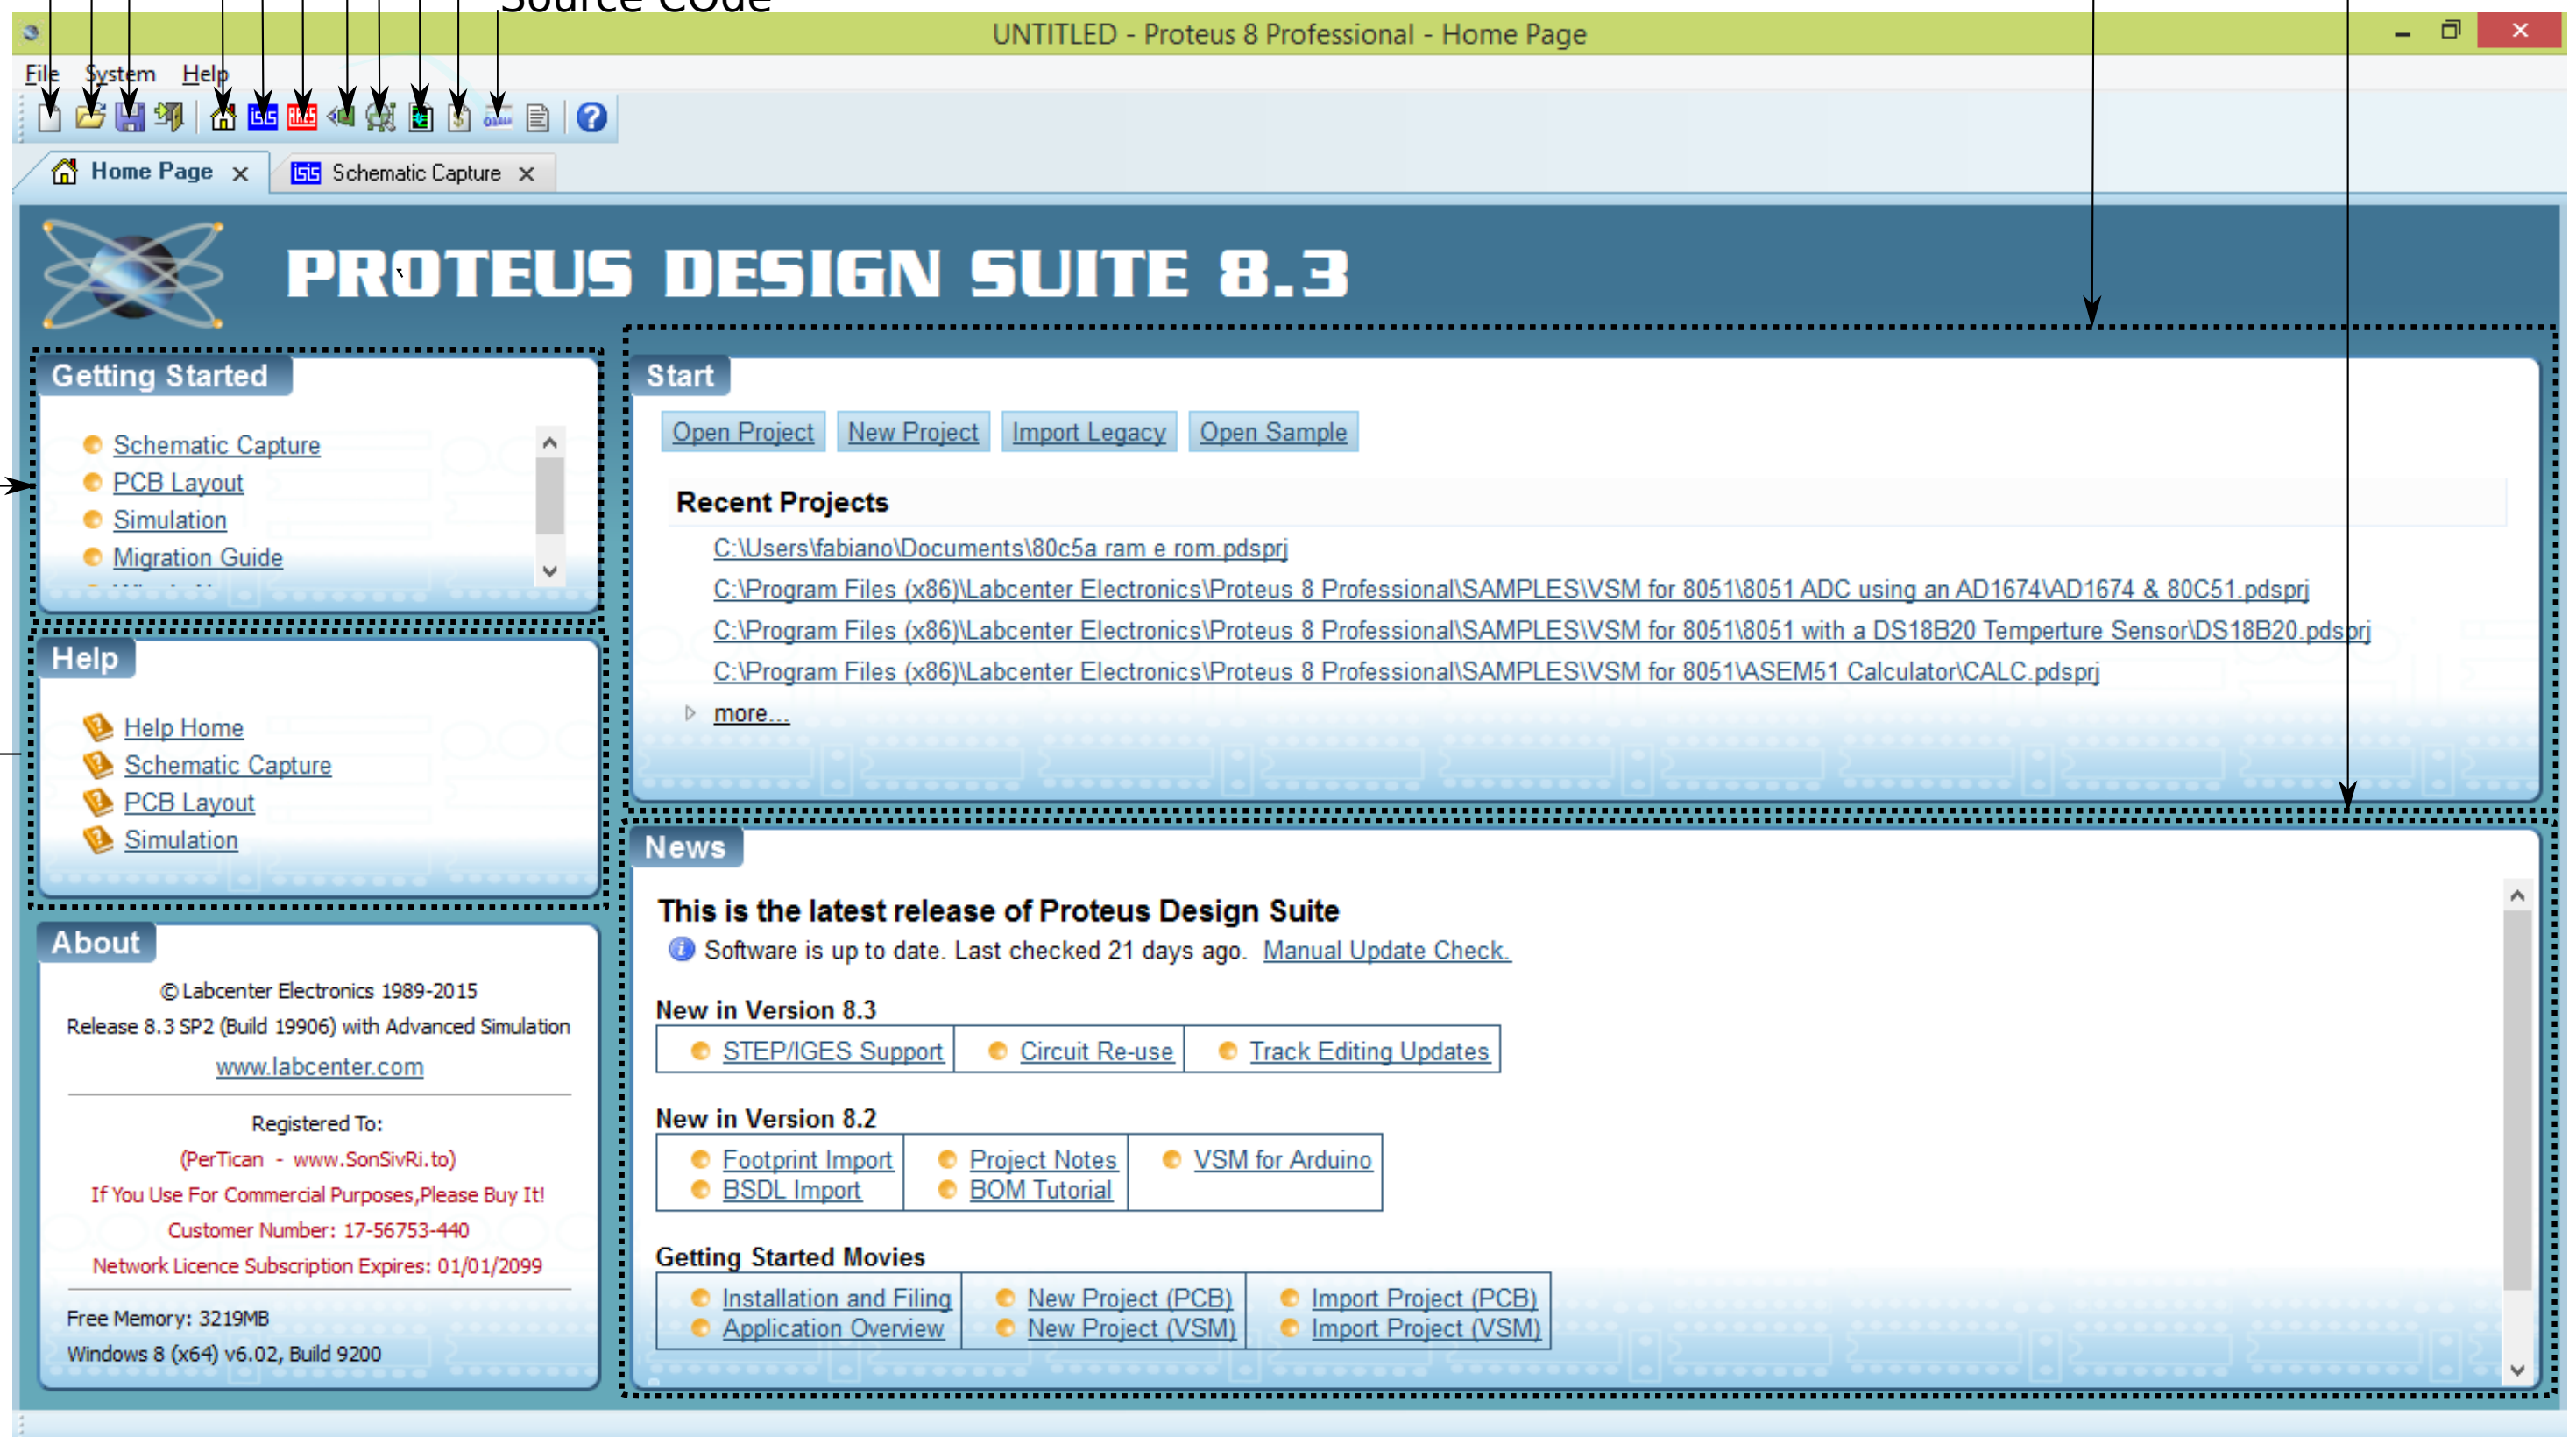 Source COde
UNTITLED - Proteus 8 Professional - Home Page
File System Help
Home Page
Schematic Capture
PROTEUS DESIGN SUITE 8.3
Getting Started
Schematic Capture
PCB Layout
Simulation
Migration Guide
Help
Help Home
Schematic Capture
PCB Layout
Simulation
About
© Labcenter Electronics 1989-2015
Release 8.3 SP2 (Build 19906) with Advanced Simulation
www.labcenter.com
Registered To:
(PerTican - www.SonSivRi.to)
If You Use For Commercial Purposes,Please Buy It!
Customer Number: 17-56753-440
Network Licence Subscription Expires: 01/01/2099
Free Memory: 3219MB
Windows 8 (x64) v6.02, Build 9200
Start
Open Project New Project Import Legacy Open Sample
Recent Projects
C:\Users\fabiano\Documents\80c5a ram e rom.pdsprj
C:\Program Files (x86)\Labcenter Electronics\Proteus 8 Professional\SAMPLES\VSM for 8051\8051 ADC using an AD1674\AD1674 & 80C51.pdsprj
C:\Program Files (x86)\Labcenter Electronics\Proteus 8 Professional\SAMPLES\VSM for 8051\8051 with a DS18B20 Temperture Sensor\DS18B20.pdsprj
C:\Program Files (x86)\Labcenter Electronics\Proteus 8 Professional\SAMPLES\VSM for 8051\ASEM51 Calculator\CALC.pdsprj
more...
News
This is the latest release of Proteus Design Suite
Software is up to date. Last checked 21 days ago. Manual Update Check.
New in Version 8.3
STEP/IGES Support Circuit Re-use Track Editing Updates
New in Version 8.2
Footprint Import Project Notes VSM for Arduino
BSDL Import BOM Tutorial
Getting Started Movies
Installation and Filing New Project (PCB) Import Project (PCB)
Application Overview New Project (VSM) Import Project (VSM)